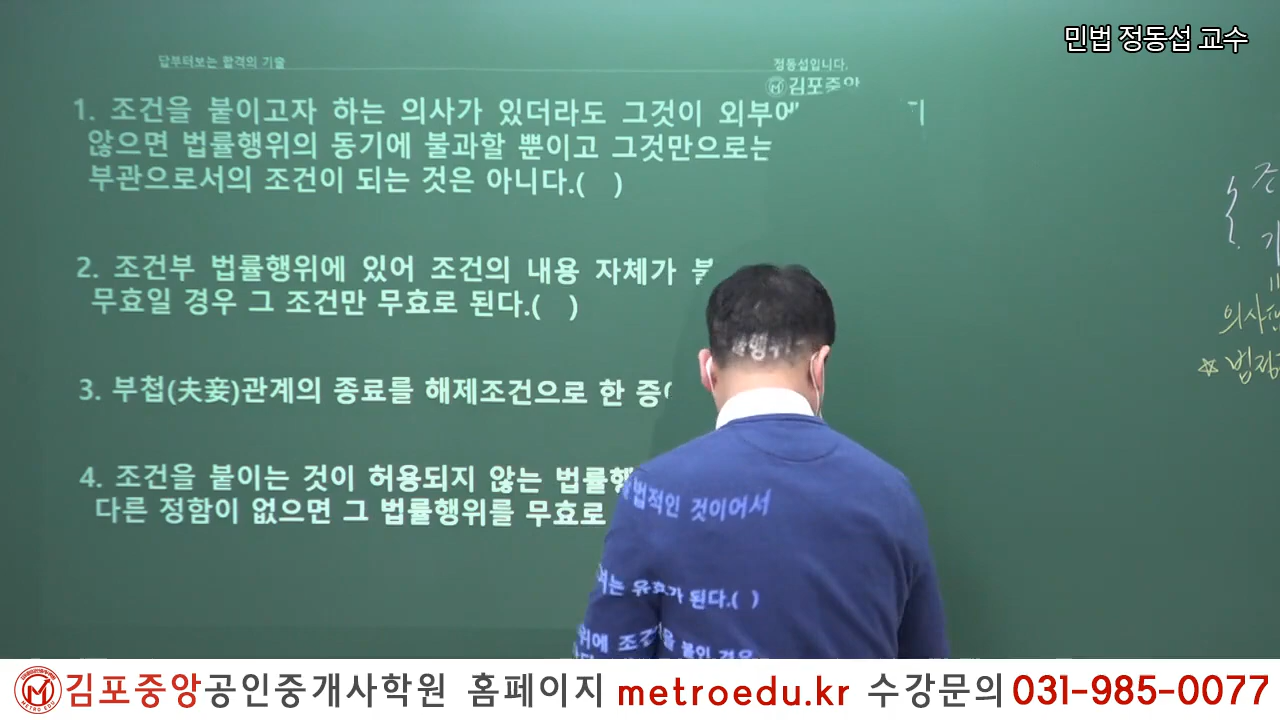 민법 정동섭 교수
답부터보는 합격의 기술
정동섭입니다.
김포중앙
1. 조건을 붙이고자 하는 의사가 있더라도 그것이 외부에
않으면 법률행위의 동기에 불과할 뿐이고 그것만으로는
부관으로서의 조건이 되는 것은 아니다.( )
2. 조건부 법률행위에 있어 조건의 내용 자체가
무효일 경우 그 조건만 무효로 된다.( )
3. 부첩(夫妾)관계의 종료를 해제조건으로 한
4. 조건을 붙이는 것이 허용되지 않는 법률행
다른 정함이 없으면 그 법률행위를 무효로
법적인 것이어서
는 유효가 된다.( )
위에 조건을 붙인 경우
의사
※ 법정
김포중앙공인중개사학원 홈페이지 metroedu.kr 수강문의 031-985-0077
METRO EDU